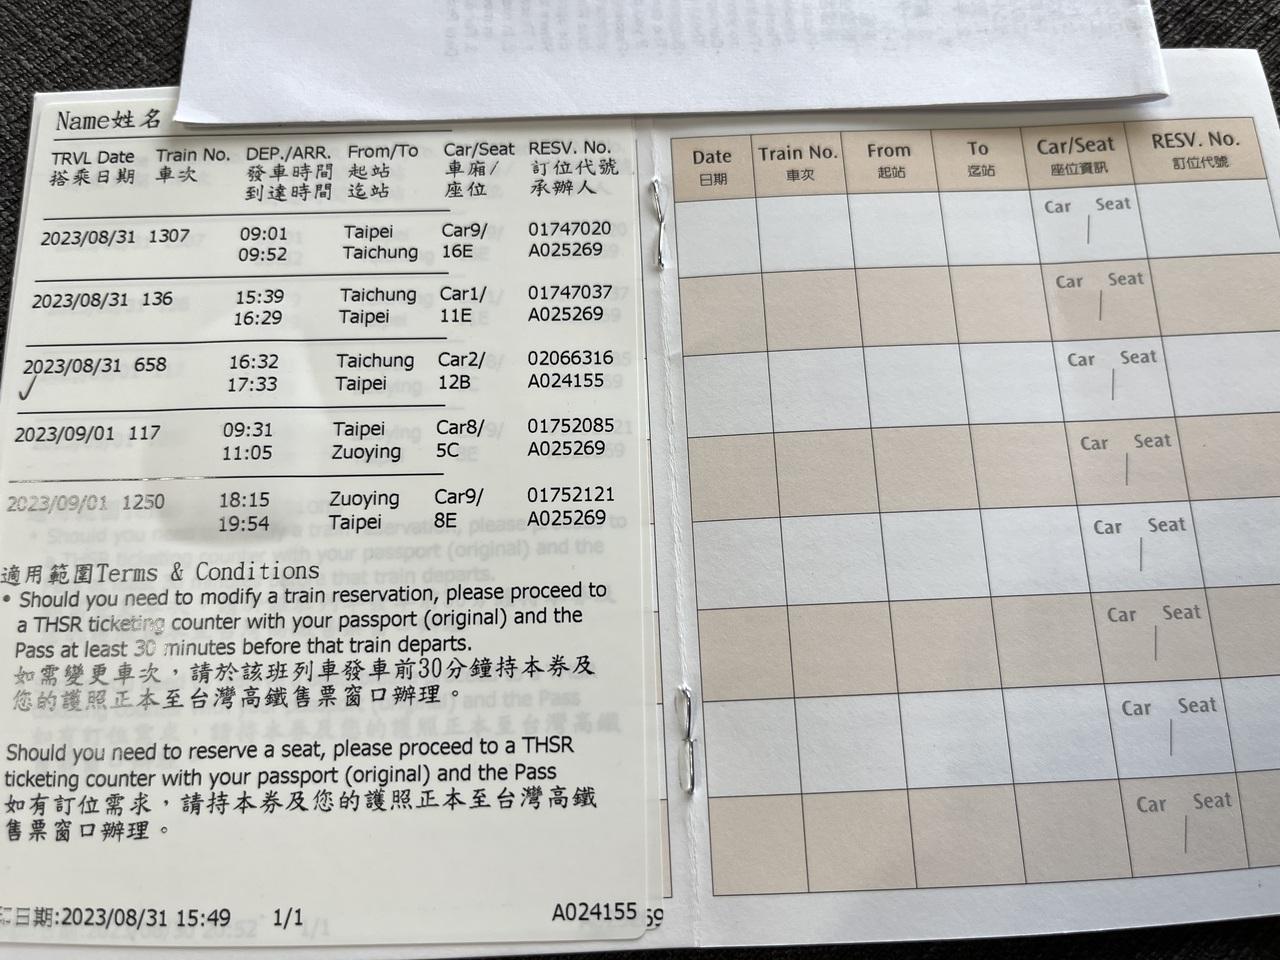 Name姓名
TRVL Date Train No. DEP./ARR. From/To Car/Seat RESV. No.
搭乘日期 車次 發車時間 起站 車廂/ 訂位代號
到達時間 迄站 座位 承辦人
2023/08/31 1307 09:01 Taipei Car9/ 01747020
09:52 Taichung 16E A025269
2023/08/31 136 15:39 Taichung Car1/ 01747037
16:29 Taipei 11E A025269
2023/08/31 658 16:32 Taichung Car2/ 02066316
17:33 Taipei 12B A024155
2023/09/01 117 09:31 Taipei Car8/ 01752085
11:05 Zuoying 5C A025269
2023/09/01 1250 18:15 Zuoying Car9/ 01752121
19:54 Taipei 8E A025269
適用範圍Terms & Conditions
• Should you need to modify a train reservation, please proceed to
a THSR ticketing counter with your passport (original) and the
Pass at least 30 minutes before that train departs.
如需變更車次，請於該班列車發車前30分鐘持本券及
您的護照正本至台灣高鐵售票窗口辦理。
Should you need to reserve a seat, please proceed to a THSR
ticketing counter with your passport (original) and the Pass
如有訂位需求，請持本券及您的護照正本至台灣高鐵
售票窗口辦理。
日期:2023/08/31 15:49 1/1 A024155
Date Train No. From To Car/Seat RESV. No.
日期 車次 起站 迄站 座位資訊 訂位代號
Car / Seat
Car / Seat
Car / Seat
Car / Seat
Car / Seat
Car / Seat
Car / Seat
Car / Seat